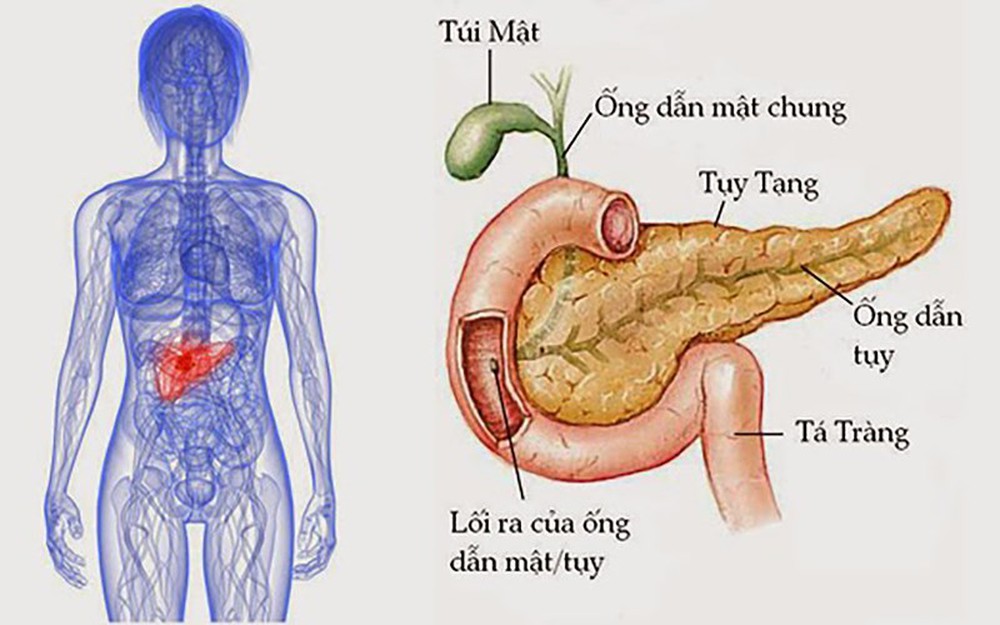 Túi Mật
Ống dẫn mật chung
Tụy Tạng
Ống dẫn
tụy
Tá Tràng
Lối ra của ống
dẫn mật/tụy